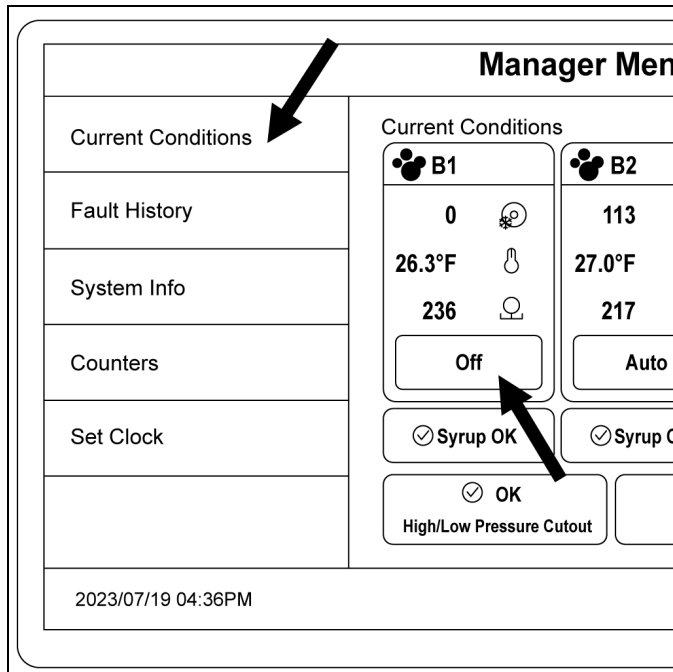 Manager Men
Current Conditions
Fault History
System Info
Counters
Set Clock
Current Conditions
B1
0
26.3°F
236
Off
Syrup OK
B2
113
27.0°F
217
Auto
Syrup
OK
High/Low Pressure Cutout
2023/07/19 04:36PM